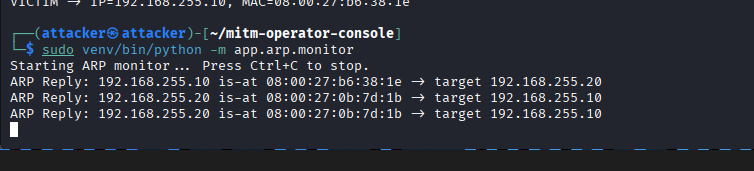 VICTIM → IP=192.168.255.10, MAC=08:00:27:b6:38:1e
┌──(attacker㉿attacker)-[~/mitm-operator-console]
└─$ sudo venv/bin/python -m app.arp.monitor
Starting ARP monitor... Press Ctrl+C to stop.
ARP Reply: 192.168.255.10 is-at 08:00:27:b6:38:1e → target 192.168.255.20
ARP Reply: 192.168.255.20 is-at 08:00:27:0b:7d:1b → target 192.168.255.10
ARP Reply: 192.168.255.20 is-at 08:00:27:0b:7d:1b → target 192.168.255.10